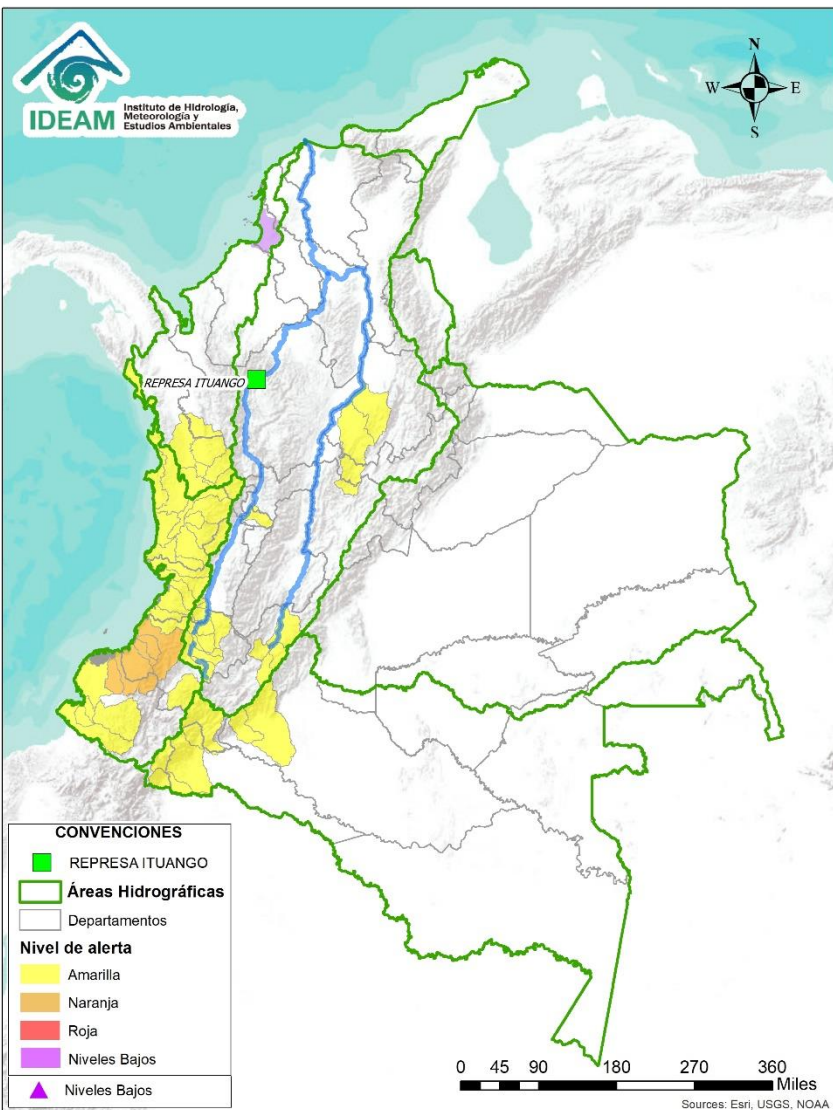 IDEAM
Instituto de Hidrología,
Meteorología y
Estudios Ambientales
N
W
E
S
REPRESA ITUANGO
CONVENCIONES
REPRESA ITUANGO
Áreas Hidrográficas
Departamentos
Nivel de alerta
Amarilla
Naranja
Roja
Niveles Bajos
Niveles Bajos
0 45 90 180 270 360
Miles
Sources: Esri, USGS, NOAA